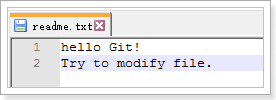 readme.txt
1 hello Git!
2 Try to modify file.